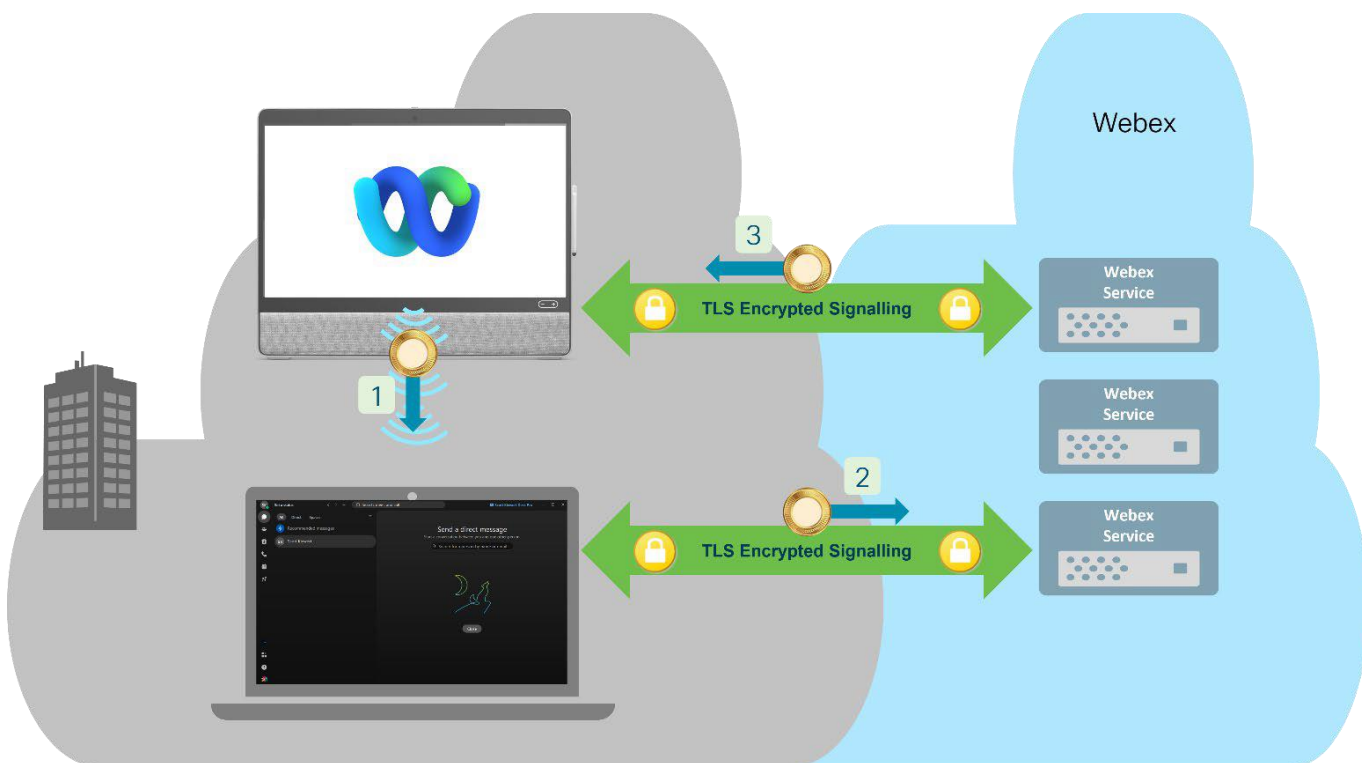 Webex
3
TLS Encrypted Signalling
Webex
Service
1
Webex
Service
2
TLS Encrypted Signalling
Webex
Service
Send a direct message